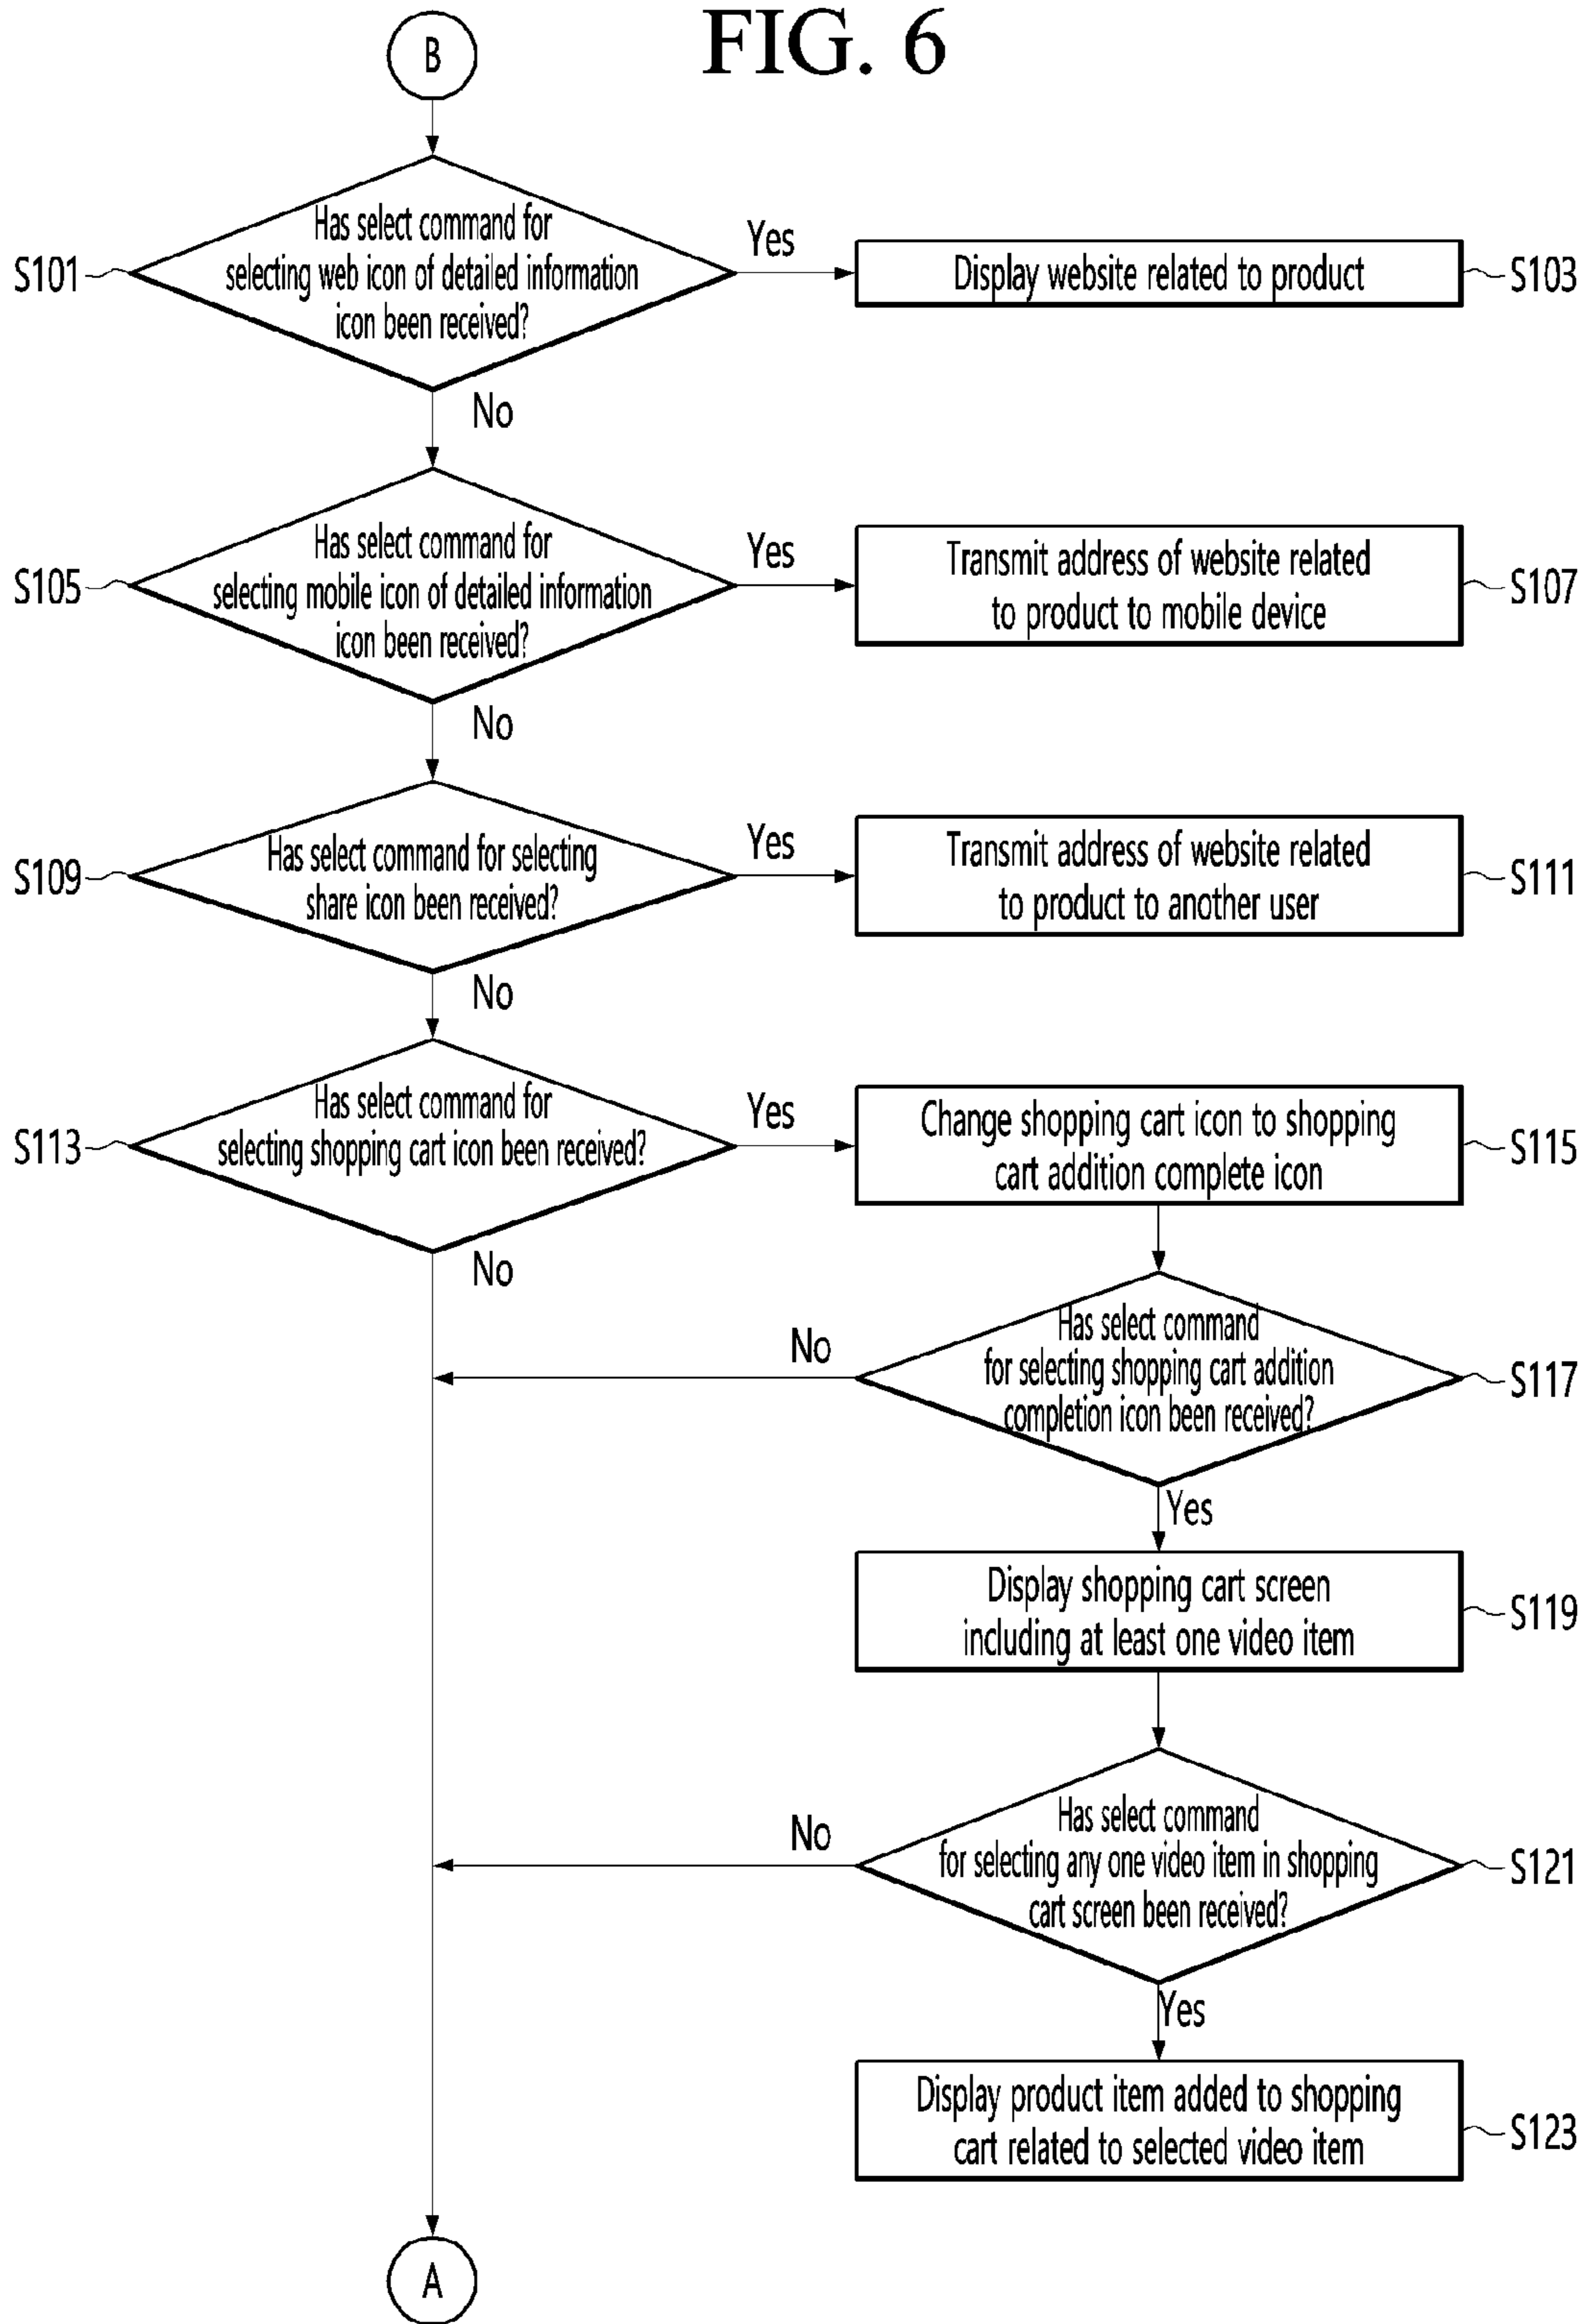 FIG. 6
B
S101
Has select command for
selecting web icon of detailed information
icon been received?
Yes
Display website related to product
S103
No
S105
Has select command for
selecting mobile icon of detailed information
icon been received?
Yes
Transmit address of website related
to product to mobile device
S107
No
S109
Has select command for selecting
share icon been received?
Yes
Transmit address of website related
to product to another user
S111
No
S113
Has select command for
selecting shopping cart icon been received?
Yes
Change shopping cart icon to shopping
cart addition complete icon
S115
No
Has select command
for selecting shopping cart addition
completion icon been received?
S117
No
Yes
Display shopping cart screen
including at least one video item
S119
Has select command
for selecting any one video item in shopping
cart screen been received?
S121
No
Yes
Display product item added to shopping
cart related to selected video item
S123
A